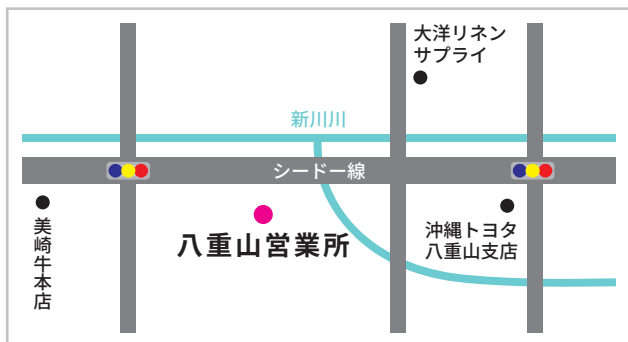 大洋リネン
サプライ
新川川
シードー線
美崎牛本店
八重山営業所
沖縄トヨタ
八重山支店